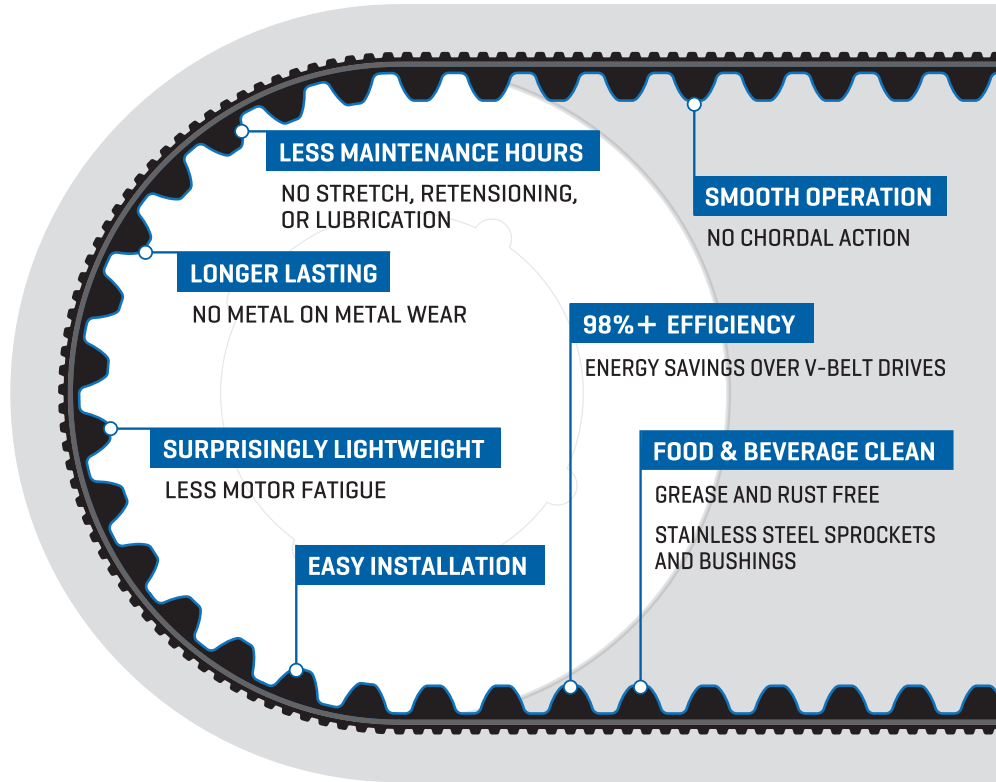 LESS MAINTENANCE HOURS
NO STRETCH, RETENSIONING,
OR LUBRICATION
SMOOTH OPERATION
NO CHORDAL ACTION
LONGER LASTING
NO METAL ON METAL WEAR
98%+ EFFICIENCY
ENERGY SAVINGS OVER V-BELT DRIVES
SURPRISINGLY LIGHTWEIGHT
LESS MOTOR FATIGUE
FOOD & BEVERAGE CLEAN
GREASE AND RUST FREE
STAINLESS STEEL SPROCKETS
AND BUSHINGS
EASY INSTALLATION